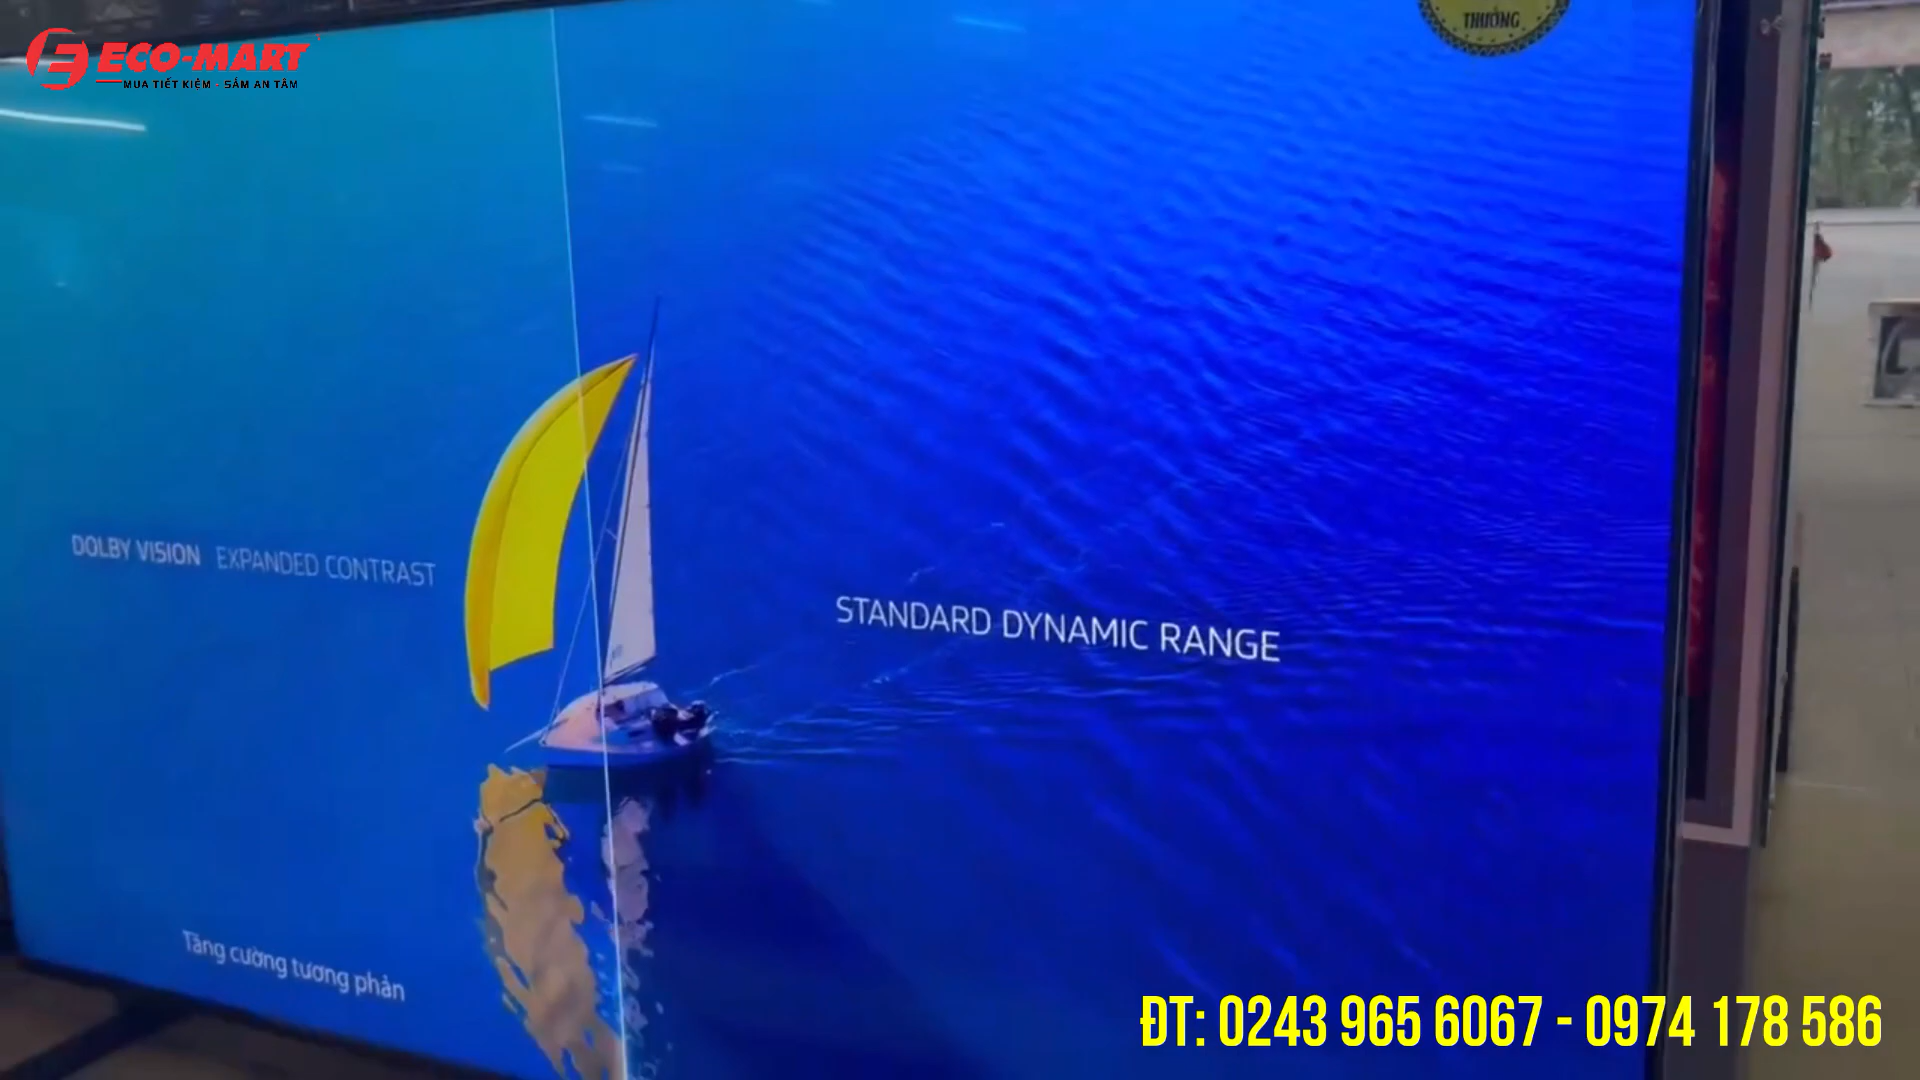 THƯỞNG
ECO-MART
MUA TIẾT KIỆM - SẮM AN TÂM
DOLBY VISION EXPANDED CONTRAST
STANDARD DYNAMIC RANGE
Tăng cường tương phản
ĐT: 0243 965 6067 - 0974 178 586